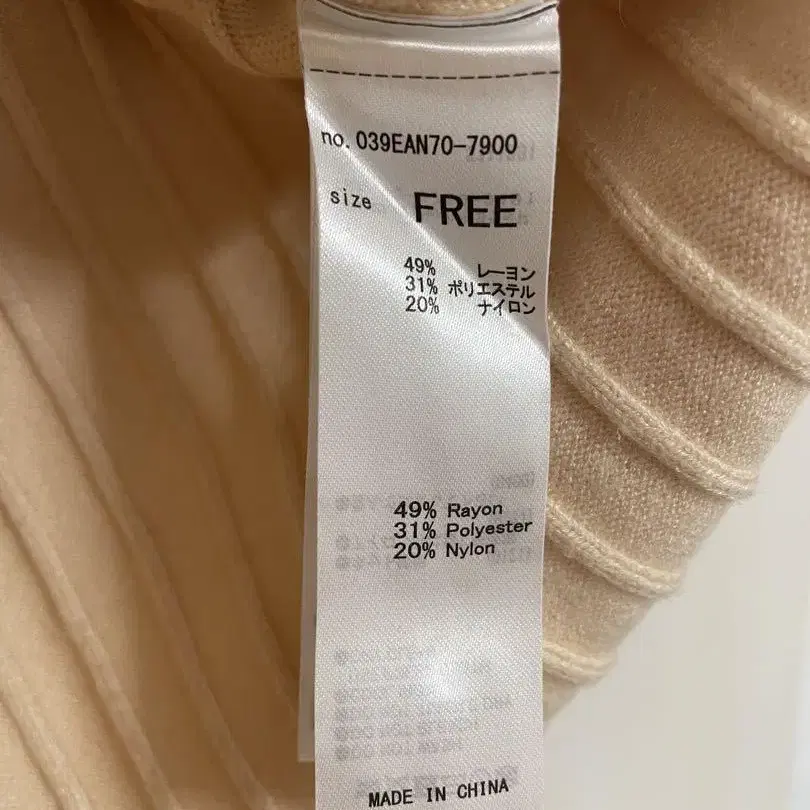 no. 039EAN70-7900
size FREE
49% レーヨン
31% ポリエステル
20% ナイロン
49% Rayon
31% Polyester
20% Nylon
MADE IN CHINA